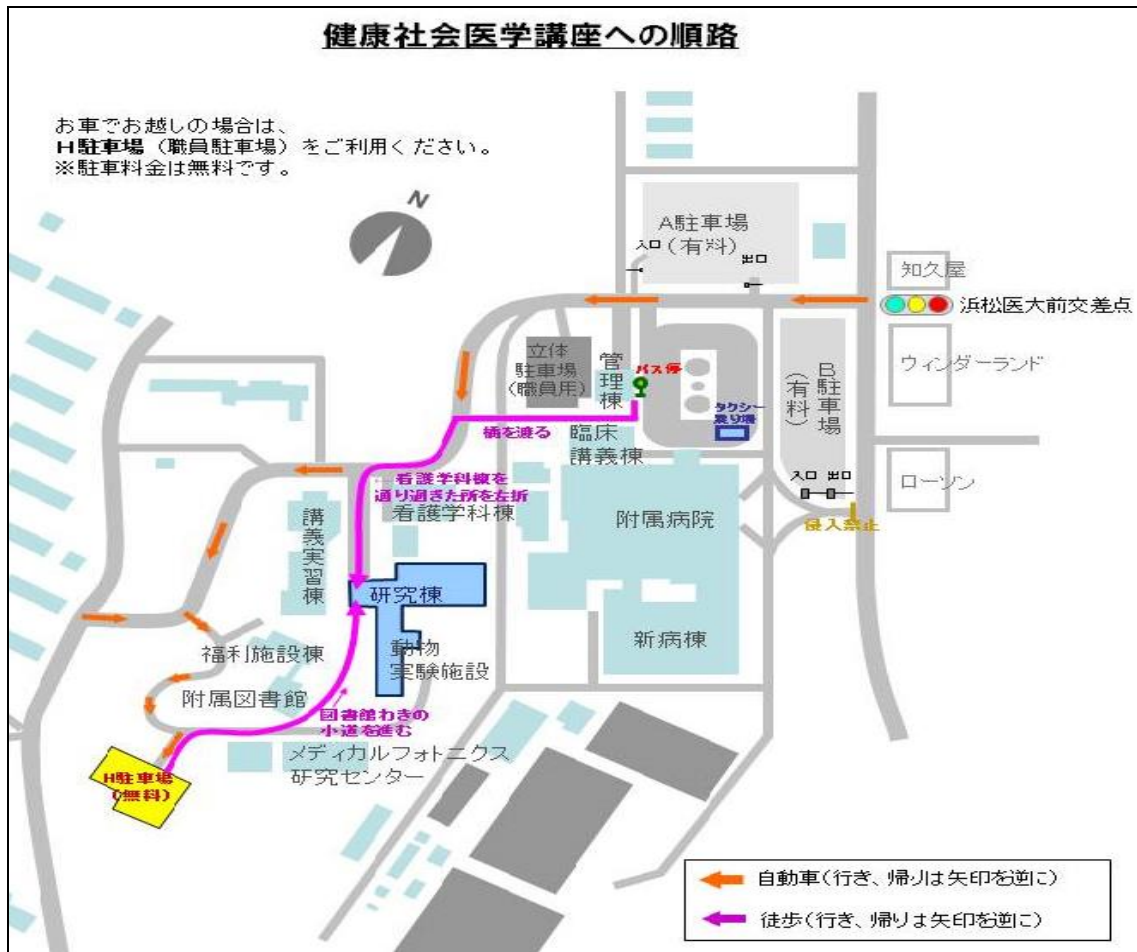 健康社会医学講座への順路
お車でお越しの場合は、
H駐車場（職員駐車場）をご利用ください。
※駐車料金は無料です。
N
A駐車場
入口(有料)
出口
知久屋
浜松医大前交差点
立体
駐車場
(職員用)
管理棟
バス停
タクシー
乗り場
B駐車場
(有料)
ウィンダーランド
橋を渡る
臨床
講義棟
看護学科棟を
通り過ぎた所を左折
看護学科棟
講義実習棟
附属病院
入口 出口
侵入禁止
ローソン
研究棟
動物
実験施設
新病棟
福利施設棟
附属図書館
図書館わきの
小道を進む
メディカルフォトニクス
研究センター
H駐車場
(無料)
自動車(行き、帰りは矢印を逆に)
徒歩(行き、帰りは矢印を逆に)